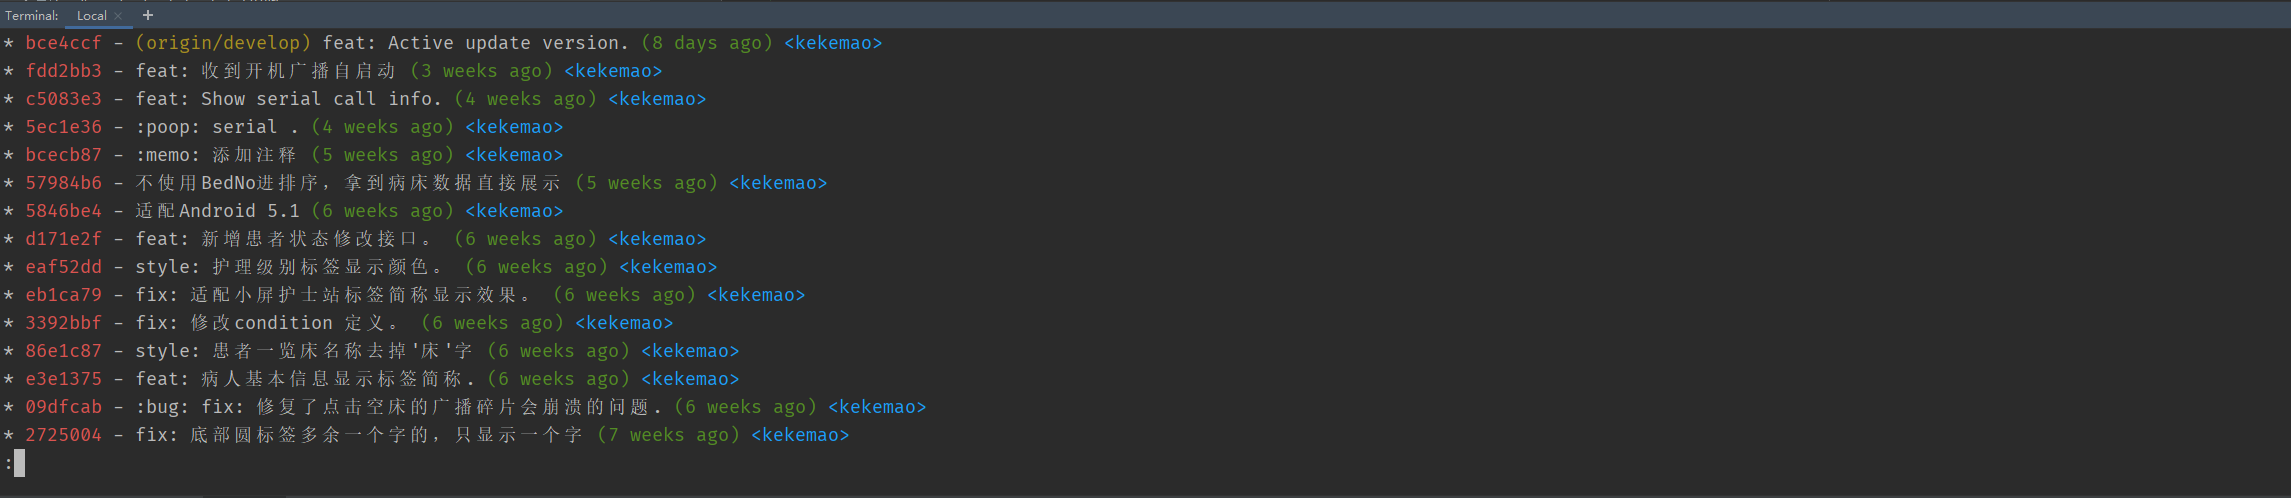 Terminal: Local × +
* bce4ccf - (origin/develop) feat: Active update version. (8 days ago) <kekemao>
* fdd2bb3 - feat: 收到开机广播自启动 (3 weeks ago) <kekemao>
* c5083e3 - feat: Show serial call info. (4 weeks ago) <kekemao>
* 5ec1e36 - :poop: serial . (4 weeks ago) <kekemao>
* bcecb87 - :memo: 添加注释 (5 weeks ago) <kekemao>
* 57984b6 - 不使用BedNo进排序，拿到病床数据直接展示 (5 weeks ago) <kekemao>
* 5846be4 - 适配Android 5.1 (6 weeks ago) <kekemao>
* d171e2f - feat: 新增患者状态修改接口。 (6 weeks ago) <kekemao>
* eaf52dd - style: 护理级别标签显示颜色。 (6 weeks ago) <kekemao>
* eb1ca79 - fix: 适配小屏护士站标签简称显示效果。 (6 weeks ago) <kekemao>
* 3392bbf - fix: 修改condition 定义。 (6 weeks ago) <kekemao>
* 86e1c87 - style: 患者一览床名称去掉'床'字 (6 weeks ago) <kekemao>
* e3e1375 - feat: 病人基本信息显示标签简称. (6 weeks ago) <kekemao>
* 09dfcab - :bug: fix: 修复了点击空床的广播碎片会崩溃的问题. (6 weeks ago) <kekemao>
* 2725004 - fix: 底部圆标签多余一个字的，只显示一个字 (7 weeks ago) <kekemao>
: